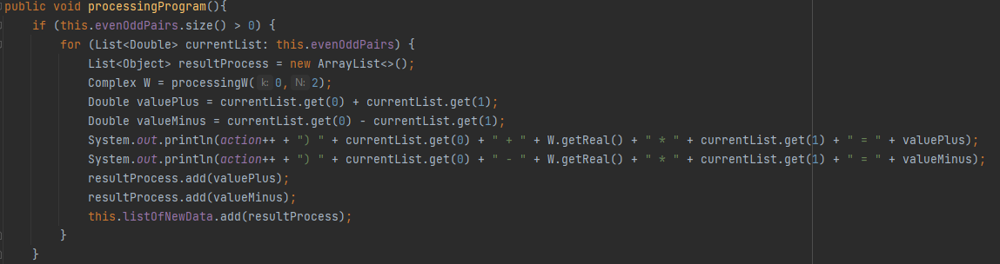 public void processingProgram(){
    if (this.evenOddPairs.size() > 0) {
        for (List<Double> currentList: this.evenOddPairs) {
            List<Object> resultProcess = new ArrayList<>();
            Complex W = processingW( k: 0, N: 2);
            Double valuePlus = currentList.get(0) + currentList.get(1);
            Double valueMinus = currentList.get(0) - currentList.get(1);
            System.out.println(action++ + ") " + currentList.get(0) + " + " + W.getReal() + " * " + currentList.get(1) + " = " + valuePlus);
            System.out.println(action++ + ") " + currentList.get(0) + " - " + W.getReal() + " * " + currentList.get(1) + " = " + valueMinus);
            resultProcess.add(valuePlus);
            resultProcess.add(valueMinus);
            this.listOfNewData.add(resultProcess);
        }
    }